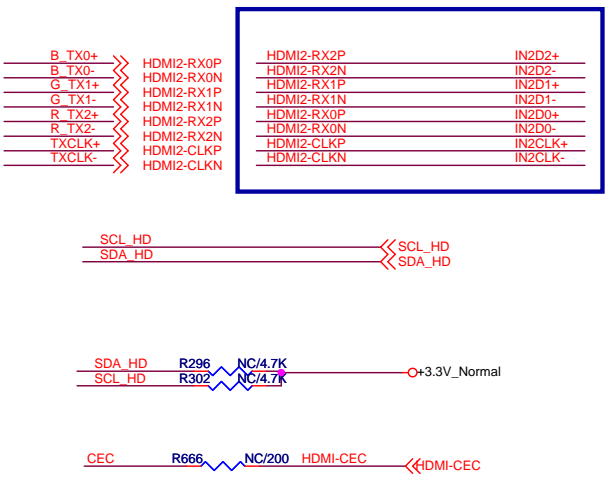 B_TX0+ HDMI2-RX0P
B_TX0- HDMI2-RX0N
G_TX1+ HDMI2-RX1P
G_TX1- HDMI2-RX1N
R_TX2+ HDMI2-RX2P
R_TX2- HDMI2-RX2N
TXCLK+ HDMI2-CLKP
TXCLK- HDMI2-CLKN
HDMI2-RX2P IN2D2+
HDMI2-RX2N IN2D2-
HDMI2-RX1P IN2D1+
HDMI2-RX1N IN2D1-
HDMI2-RX0P IN2D0+
HDMI2-RX0N IN2D0-
HDMI2-CLKP IN2CLK+
HDMI2-CLKN IN2CLK-
SCL_HD SCL_HD
SDA_HD SDA_HD
SDA_HD R296 NC/4.7K +3.3V_Normal
SCL_HD R302 NC/4.7K
CEC R666 NC/200 HDMI-CEC HDMI-CEC